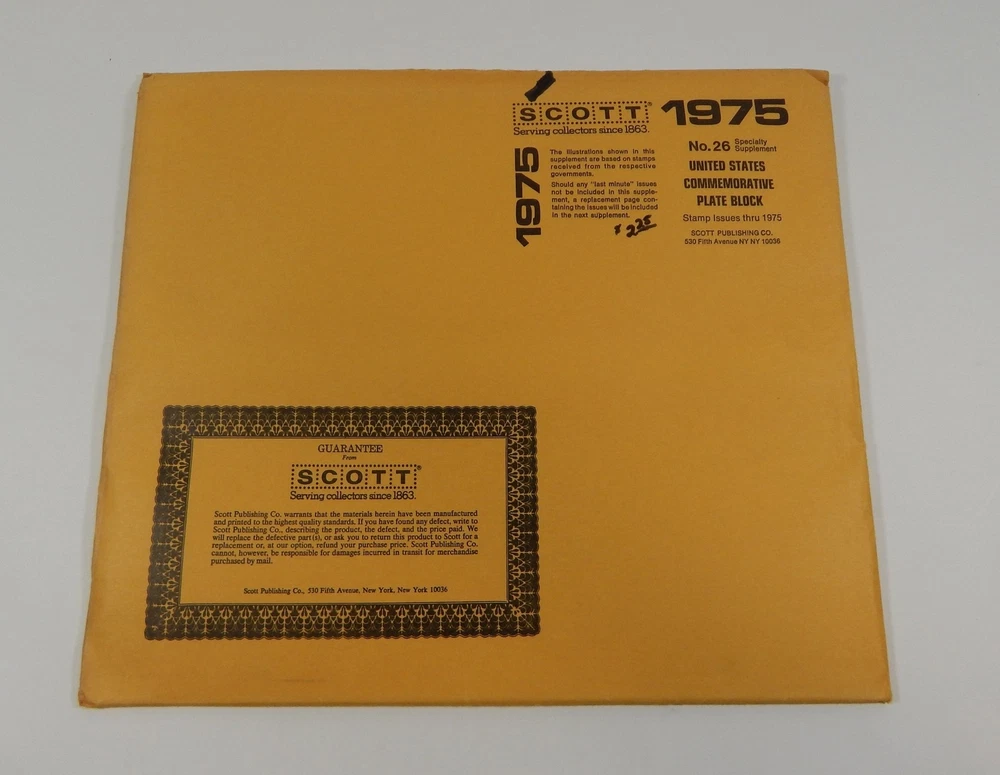 SCOTT®
Serving collectors since 1863.
1975
1975
The illustrations shown in this
supplement are based on stamps
received from the respective
governments.
Should any "last minute" issues
not be included in this supple-
ment, a replacement page con-
taining the issues will be included
in the next supplement.
$2.25
No. 26 Specialty
Supplement
UNITED STATES
COMMEMORATIVE
PLATE BLOCK
Stamp Issues thru 1975
SCOTT PUBLISHING CO.
530 Fifth Avenue NY NY 10036
GUARANTEE
From
SCOTT®
Serving collectors since 1863.
Scott Publishing Co. warrants that the materials herein have been manufactured
and printed to the highest quality standards. If you have found any defect, write to
Scott Publishing Co., describing the product, the defect, and the price paid. We
will replace the defective part(s), or ask you to return this product to Scott for a
replacement or, at our option, refund your purchase price. Scott Publishing Co.
cannot, however, be responsible for damages incurred in transit for merchandise
purchased by mail.
Scott Publishing Co., 530 Fifth Avenue, New York, New York 10036